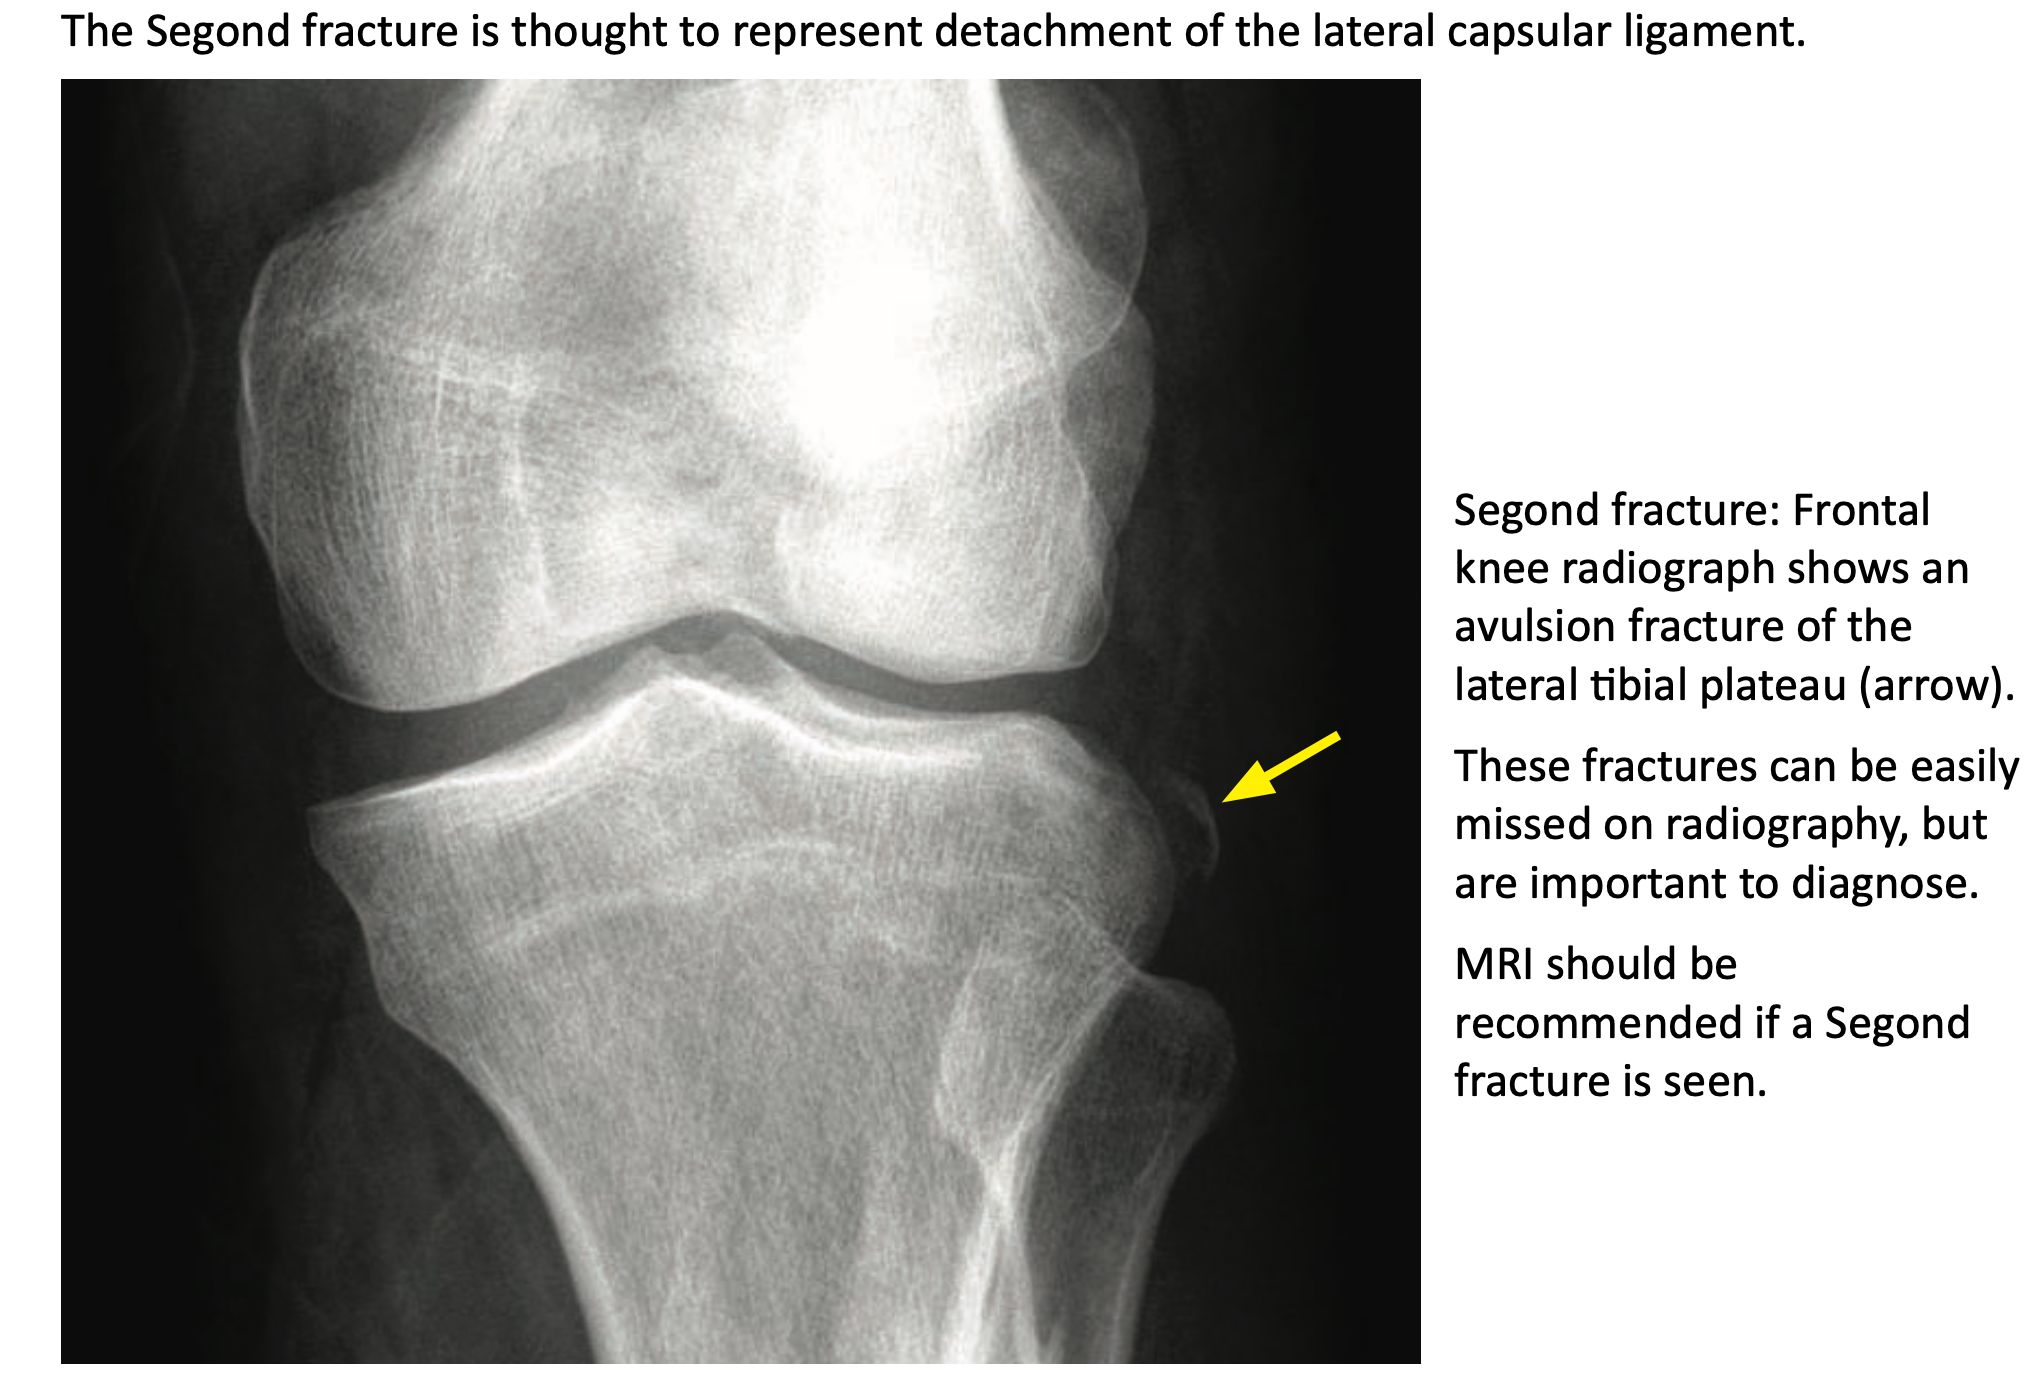 The Segond fracture is thought to represent detachment of the lateral capsular ligament.
Segond fracture: Frontal
knee radiograph shows an
avulsion fracture of the
lateral tibial plateau (arrow).
These fractures can be easily
missed on radiography, but
are important to diagnose.
MRI should be
recommended if a Segond
fracture is seen.